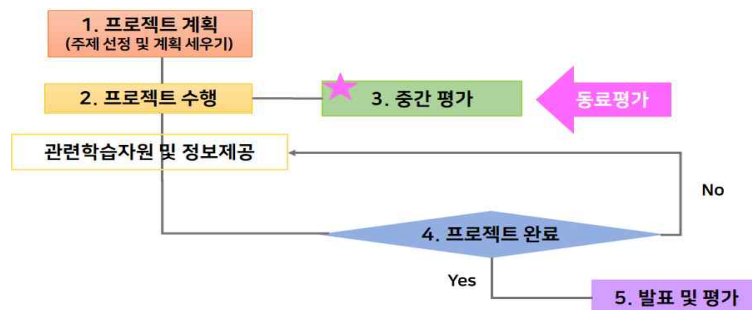 1. 프로젝트 계획
(주제 선정 및 계획 세우기)
2. 프로젝트 수행
3. 중간 평가
동료평가
관련학습자원 및 정보제공
No
4. 프로젝트 완료
Yes
5. 발표 및 평가